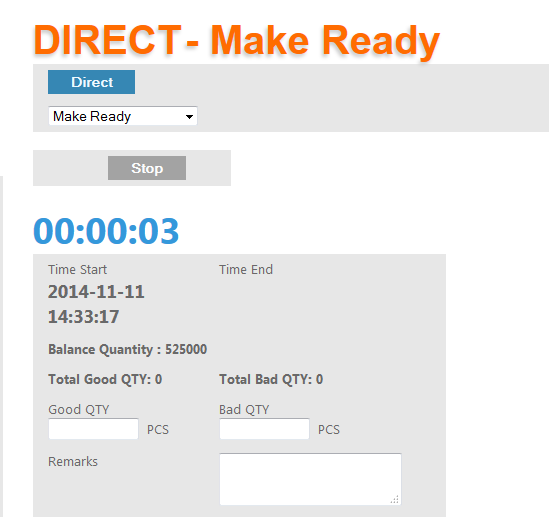 DIRECT - Make Ready
Direct
Make Ready
Stop
00:00:03
Time Start Time End
2014-11-11
14:33:17
Balance Quantity : 525000
Total Good QTY: 0 Total Bad QTY: 0
Good QTY Bad QTY
PCS PCS
Remarks